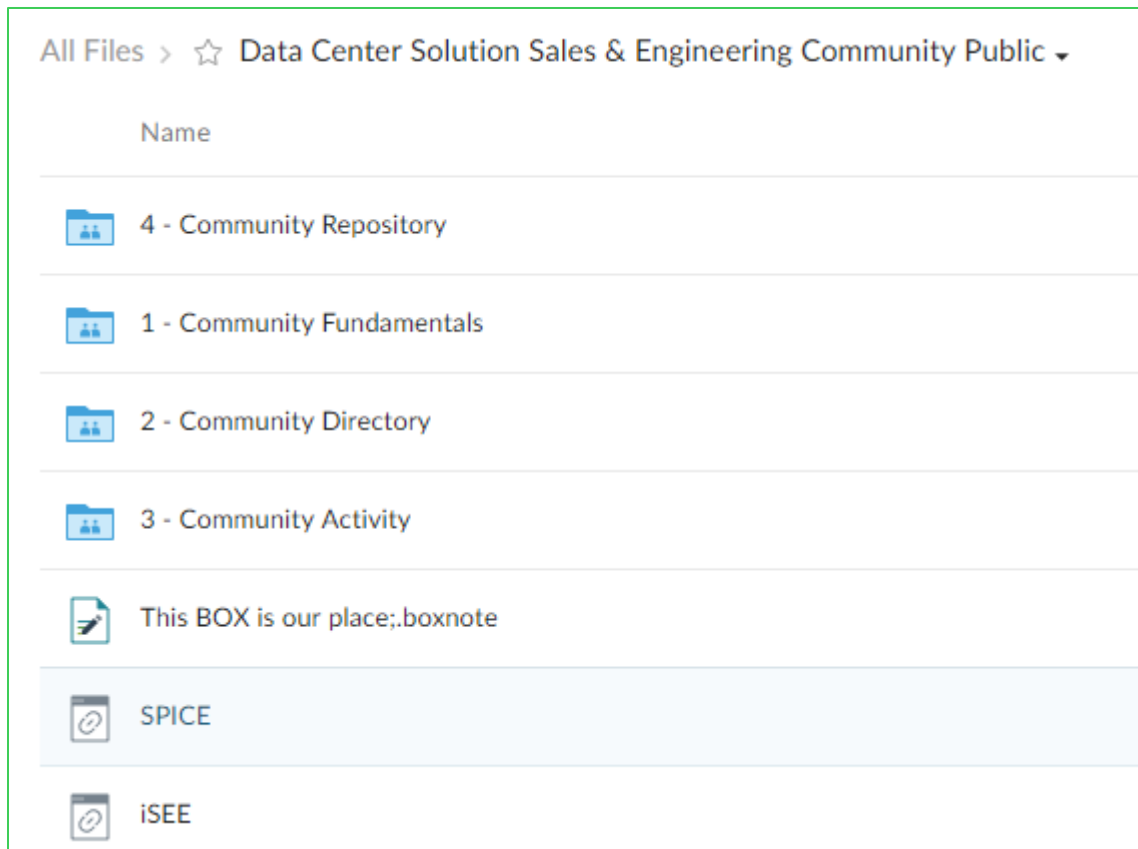 All Files > ☆ Data Center Solution Sales & Engineering Community Public
Name
4 - Community Repository
1 - Community Fundamentals
2 - Community Directory
3 - Community Activity
This BOX is our place;.boxnote
SPICE
iSEE